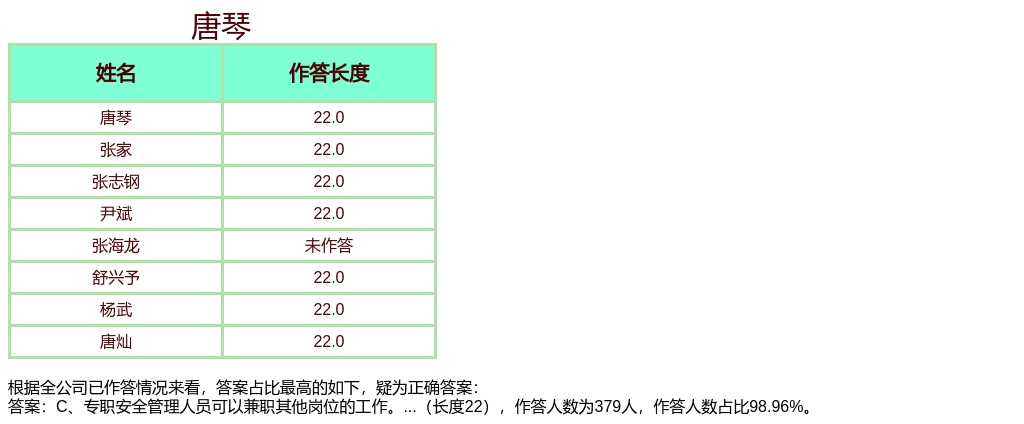 唐琴
姓名 作答长度
唐琴 22.0
张家 22.0
张志钢 22.0
尹斌 22.0
张海龙 未作答
舒兴予 22.0
杨武 22.0
唐灿 22.0
根据全公司已作答情况来看，答案占比最高的如下，疑为正确答案：
答案：C、专职安全管理人员可以兼职其他岗位的工作。...（长度22），作答人数为379人，作答人数占比98.96%。